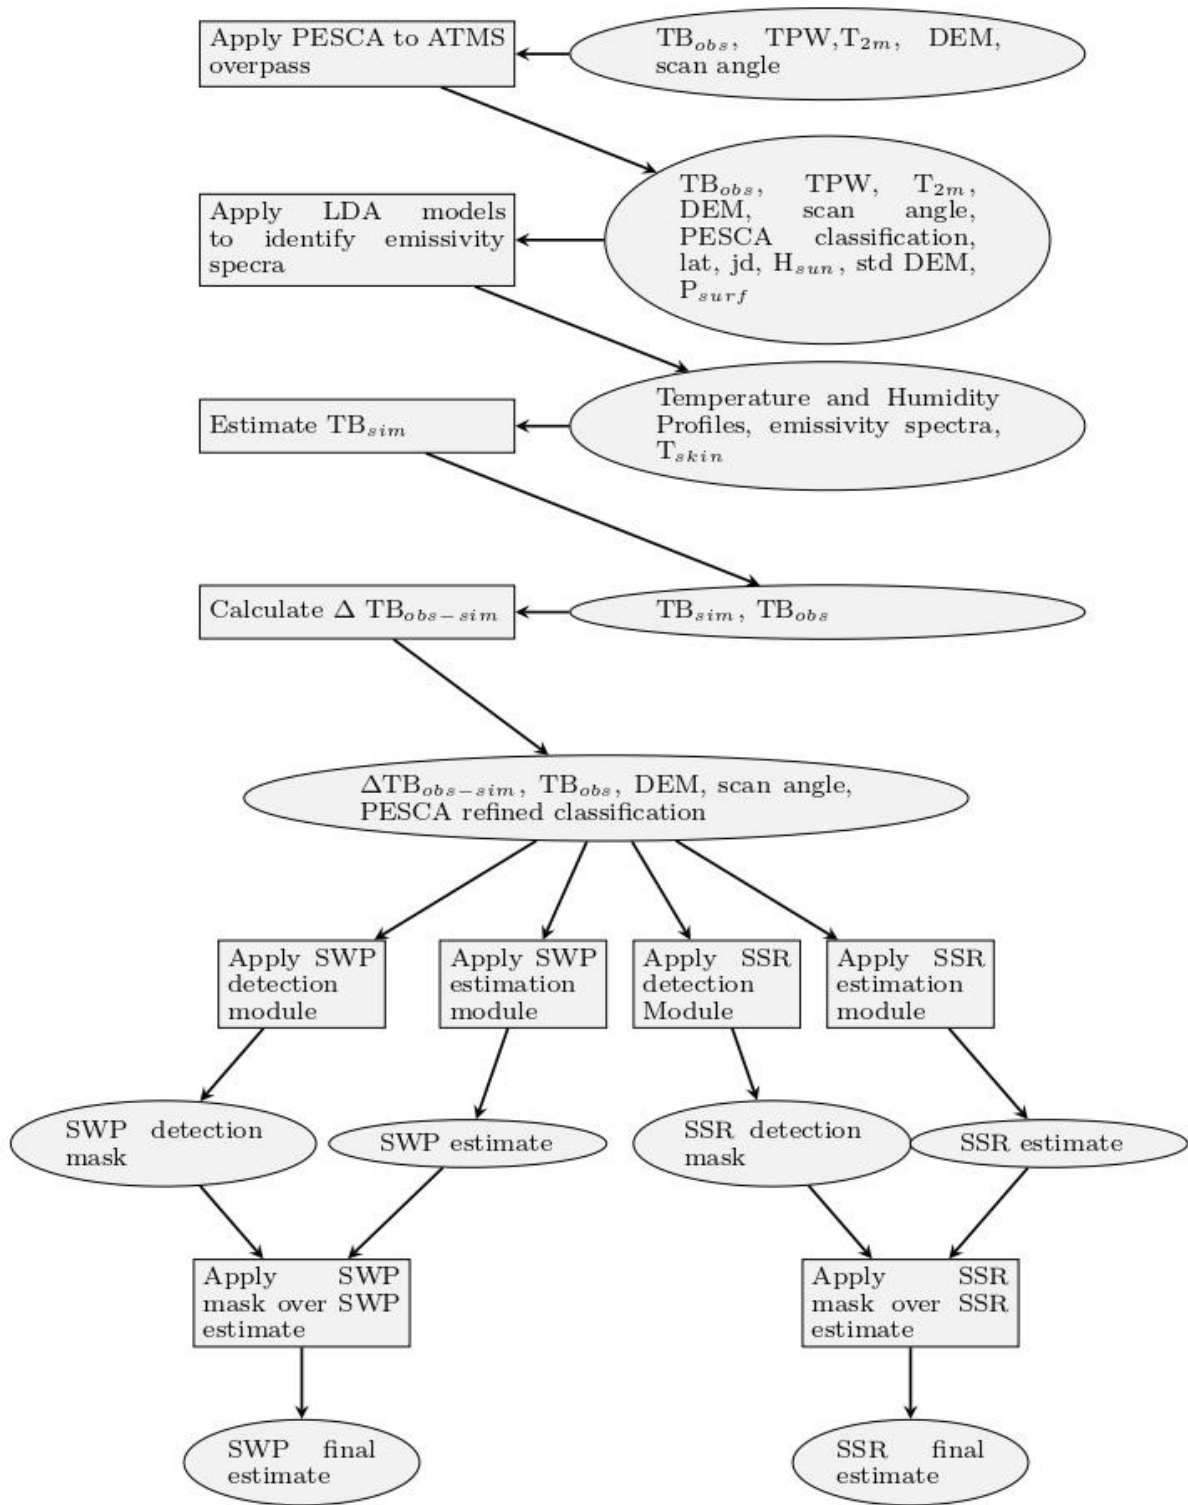 Apply PESCA to ATMS
overpass
TB_obs, TPW,T_2m, DEM,
scan angle
TB_obs, TPW, T_2m,
DEM, scan angle,
PESCA classification,
lat, jd, H_sun, std DEM,
P_surf
Apply LDA models
to identify emissivity
specra
Temperature and Humidity
Profiles, emissivity spectra,
T_skin
Estimate TB_sim
Calculate Δ TB_obs−sim
TB_sim, TB_obs
ΔTB_obs−sim, TB_obs, DEM, scan angle,
PESCA refined classification
Apply SWP
detection
module
Apply SWP
estimation
module
Apply SSR
detection
Module
Apply SSR
estimation
module
SWP detection
mask
SWP estimate
SSR detection
mask
SSR estimate
Apply SWP
mask over SWP
estimate
Apply SSR
mask over SSR
estimate
SWP final
estimate
SSR final
estimate